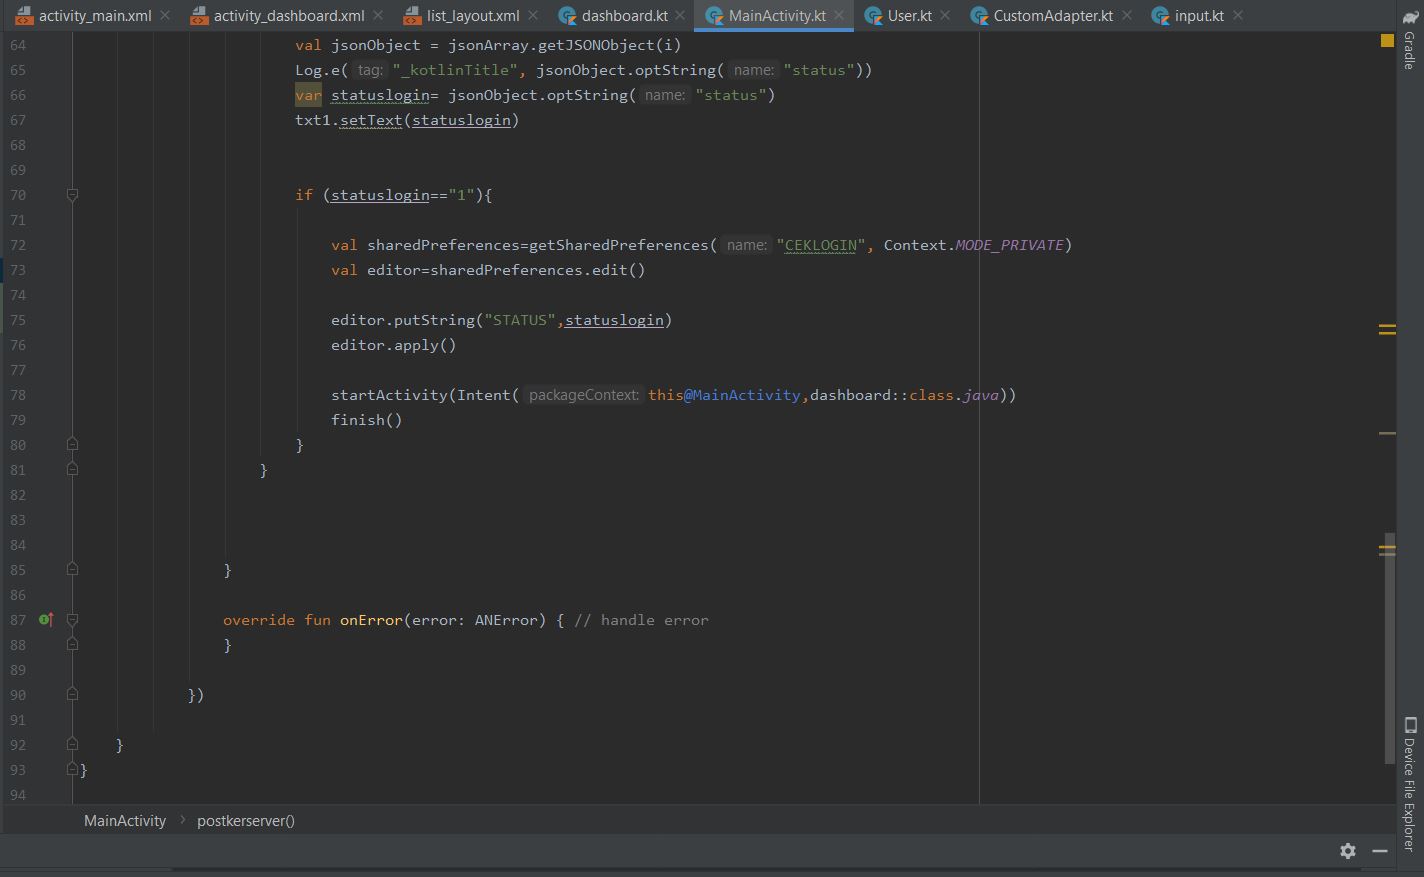 activity_main.xml activity_dashboard.xml list_layout.xml dashboard.kt MainActivity.kt User.kt CustomAdapter.kt input.kt
Gradle
64 val jsonObject = jsonArray.getJSONObject(i)
65 Log.e( tag: "_kotlinTitle", jsonObject.optString( name: "status"))
66 var statuslogin= jsonObject.optString( name: "status")
67 txt1.setText(statuslogin)
68
69
70 if (statuslogin=="1"){
71
72 val sharedPreferences=getSharedPreferences( name: "CEKLOGIN", Context.MODE_PRIVATE)
73 val editor=sharedPreferences.edit()
74
75 editor.putString("STATUS",statuslogin)
76 editor.apply()
77
78 startActivity(Intent( packageContext: this@MainActivity,dashboard::class.java))
79 finish()
80 }
81 }
82
83
84
85 }
86
87 override fun onError(error: ANError) { // handle error
88 }
89
90 })
91
92 }
93 }
94
Device File Explorer
MainActivity postkerserver()